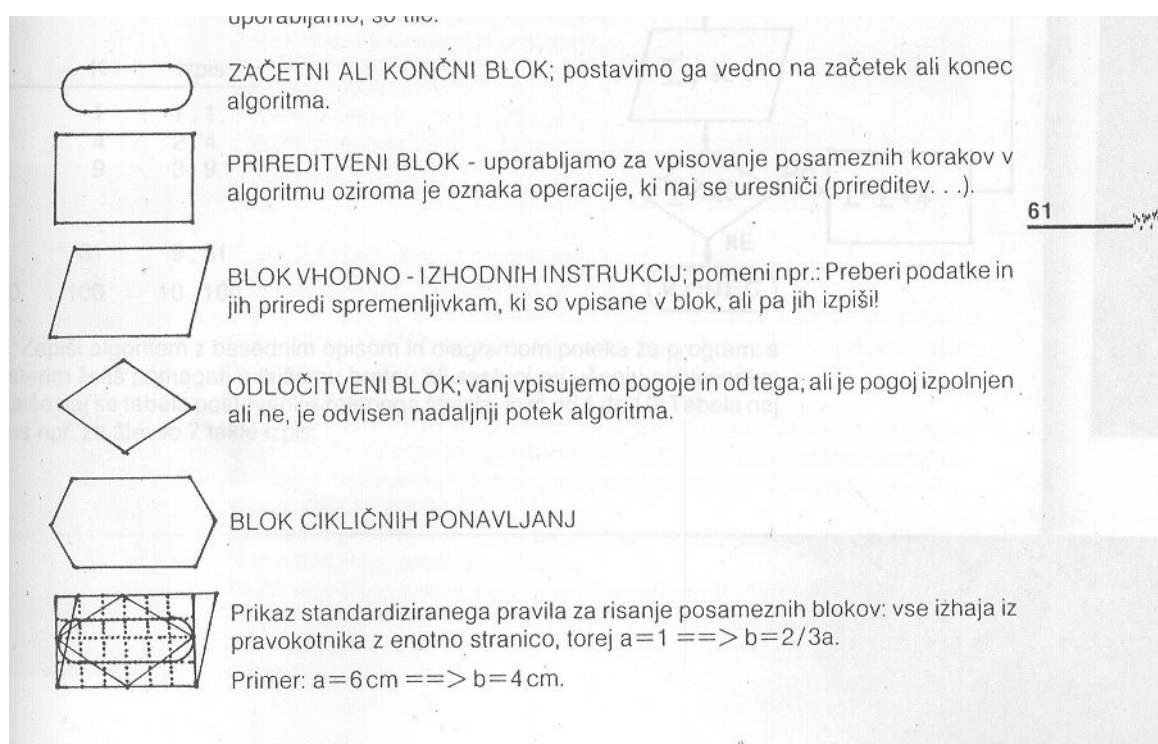 uporabljamo, so tile:
ZAČETNI ALI KONČNI BLOK; postavimo ga vedno na začetek ali konec
algoritma.
PRIREDITVENI BLOK - uporabljamo za vpisovanje posameznih korakov v
algoritmu oziroma je oznaka operacije, ki naj se uresniči (prireditev. . .).
61
BLOK VHODNO - IZHODNIH INSTRUKCIJ; pomeni npr.: Preberi podatke in
jih priredi spremenljivkam, ki so vpisane v blok, ali pa jih izpiši!
ODLOČITVENI BLOK; vanj vpisujemo pogoje in od tega, ali je pogoj izpolnjen
ali ne, je odvisen nadaljnji potek algoritma.
BLOK CIKLIČNIH PONAVLJANJ
Prikaz standardiziranega pravila za risanje posameznih blokov: vse izhaja iz
pravokotnika z enotno stranico, torej a=1 ==> b=2/3a.
Primer: a=6cm ==> b=4cm.